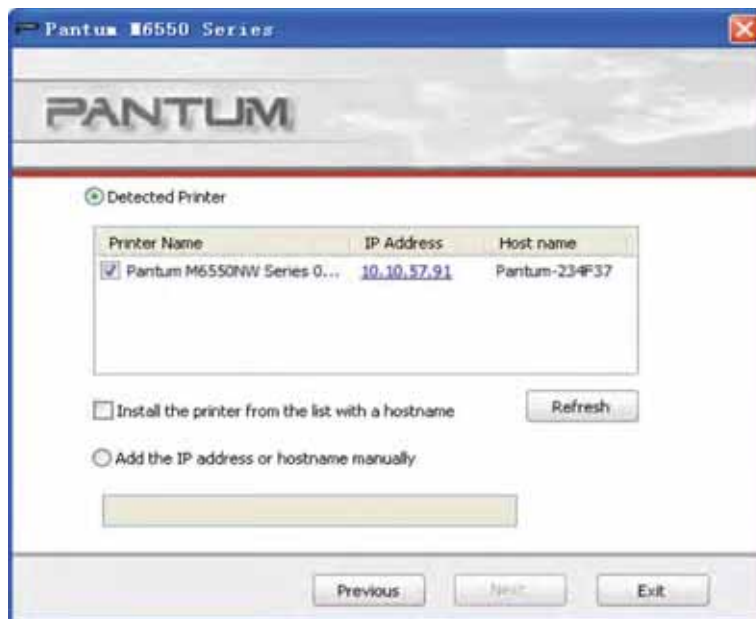 Pantum M6550 Series
PANTUM
Detected Printer
Printer Name IP Address Host name
Pantum M6550NW Series 0... 10.10.57.91 Pantum-234F37
Install the printer from the list with a hostname
Refresh
Add the IP address or hostname manually
Previous Next Exit